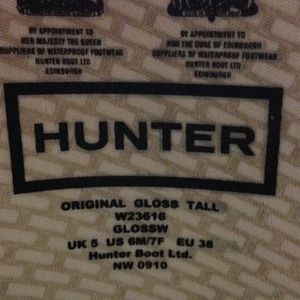 BY APPOINTMENT TO
HER MAJESTY THE QUEEN
SUPPLIERS OF WATERPROOF FOOTWEAR
HUNTER BOOT LTD
EDINBURGH
BY APPOINTMENT TO
HRH THE DUKE OF EDINBURGH
SUPPLIERS OF WATERPROOF FOOTWEAR
HUNTER BOOT LTD
EDINBURGH
HUNTER
ORIGINAL GLOSS TALL
W23616
GLOSSW
UK 5 US 6M/7F EU 38
Hunter Boot Ltd.
NW 0910